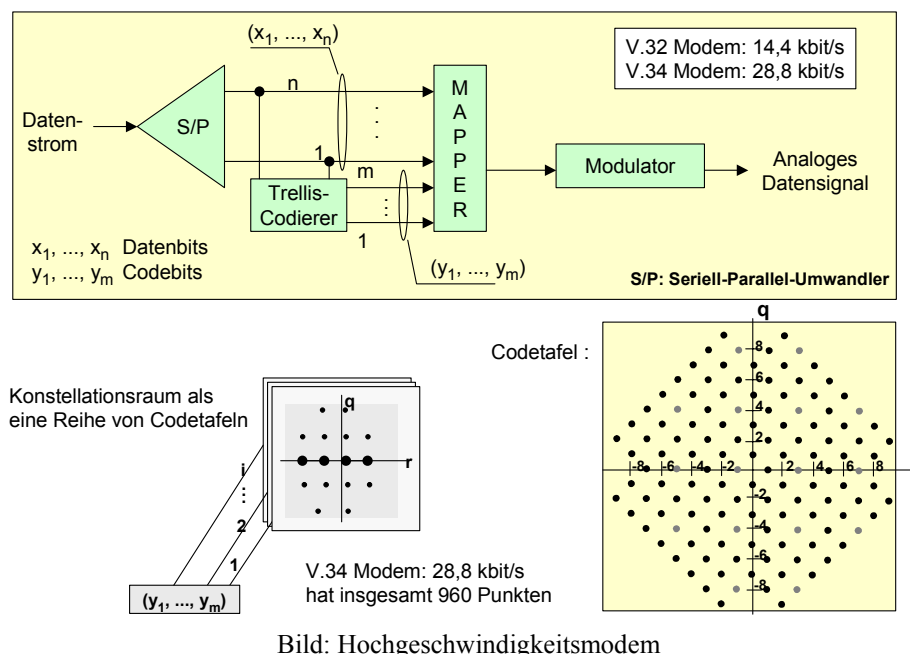 (x1, ..., xn)
V.32 Modem: 14,4 kbit/s
V.34 Modem: 28,8 kbit/s
n
Daten-
strom
S/P
1
m
MAPPER
Modulator
Analoges
Datensignal
Trellis-
Codierer
1
x1, ..., xn Datenbits
y1, ..., ym Codebits
(y1, ..., ym)
S/P: Seriell-Parallel-Umwandler
q
Codetafel :
Konstellationsraum als
eine Reihe von Codetafeln
q
r
i
2
1
(y1, ..., ym)
V.34 Modem: 28,8 kbit/s
hat insgesamt 960 Punkten
8
6
4
2
-8 -6 -4 -2 2 4 6 8
-2
-4
-6
-8
Bild: Hochgeschwindigkeitsmodem